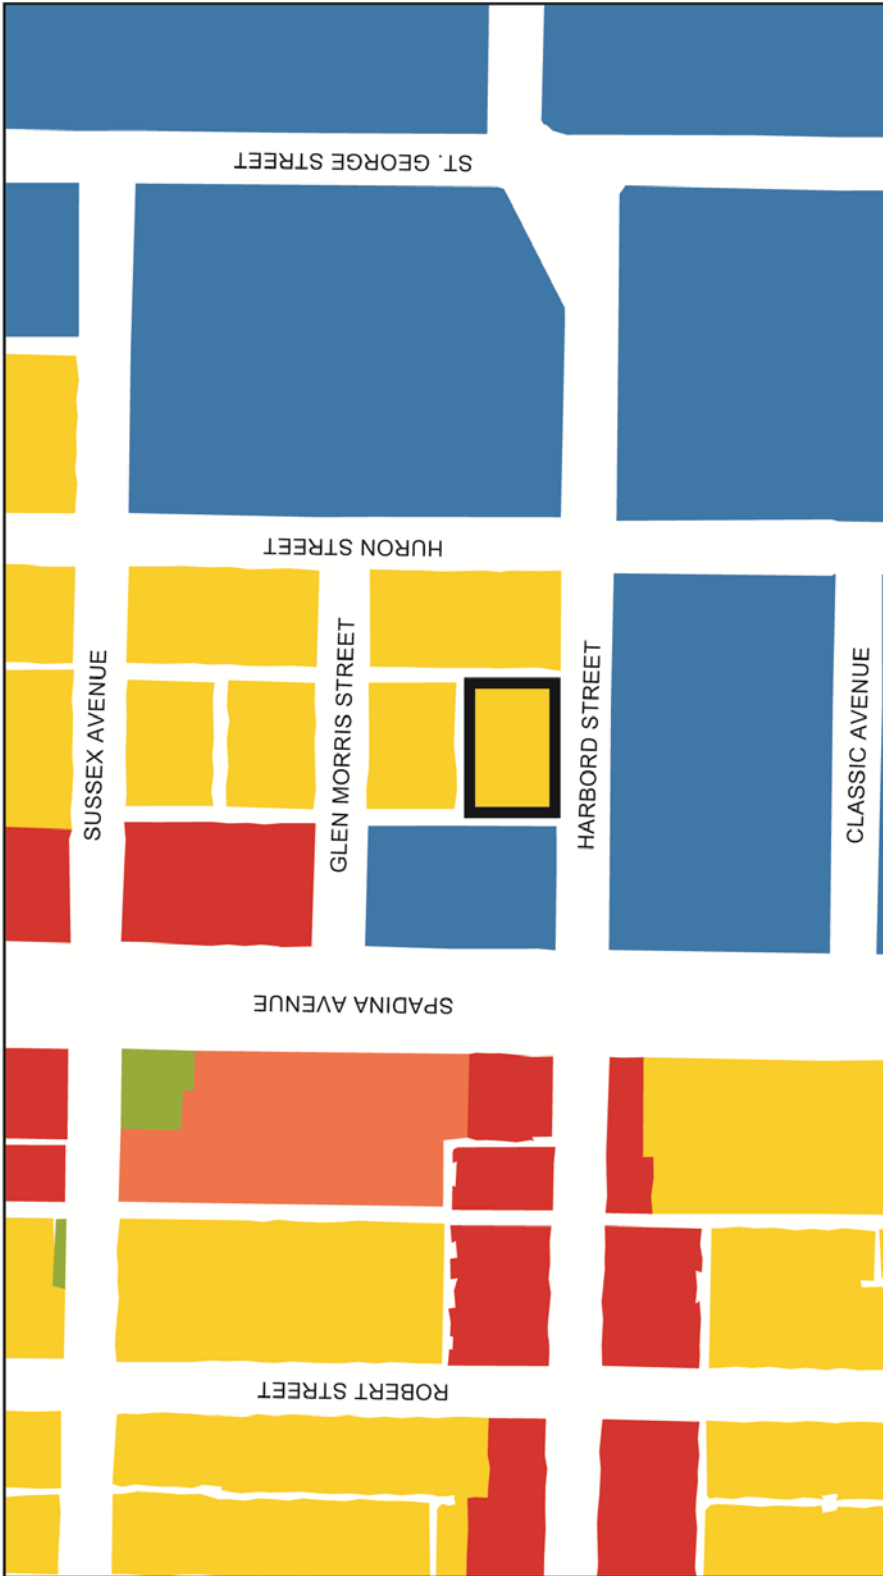 ST. GEORGE STREET
HURON STREET
SUSSEX AVENUE
GLEN MORRIS STREET
HARBORD STREET
CLASSIC AVENUE
SPADINA AVENUE
ROBERT STREET